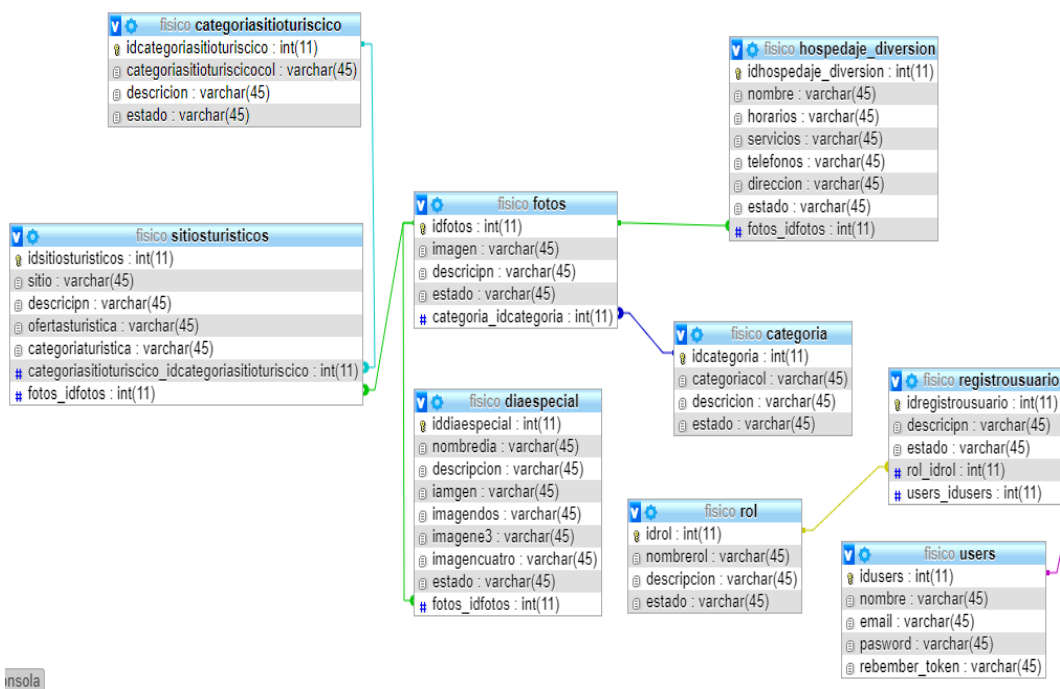 fisico categoriasitioturiscico
idcategoriasitioturiscico : int(11)
categoriasitioturiscicocol : varchar(45)
descricion : varchar(45)
estado : varchar(45)
fisico hospedaje_diversion
idhospedaje_diversion : int(11)
nombre : varchar(45)
horarios : varchar(45)
servicios : varchar(45)
telefonos : varchar(45)
direccion : varchar(45)
estado : varchar(45)
fotos_idfotos : int(11)
fisico fotos
idfotos : int(11)
imagen : varchar(45)
descricipn : varchar(45)
estado : varchar(45)
categoria_idcategoria : int(11)
fisico sitiosturisticos
idsitiosturisticos : int(11)
sitio : varchar(45)
descricipn : varchar(45)
ofertasturistica : varchar(45)
categoriaturistica : varchar(45)
categoriasitioturiscico_idcategoriasitioturiscico : int(11)
fotos_idfotos : int(11)
fisico categoria
idcategoria : int(11)
categoriacol : varchar(45)
descricion : varchar(45)
estado : varchar(45)
fisico registrousuario
idregistrousuario : int(11)
descricipn : varchar(45)
estado : varchar(45)
rol_idrol : int(11)
users_idusers : int(11)
fisico diaespecial
iddiaespecial : int(11)
nombredia : varchar(45)
descripcion : varchar(45)
iamgen : varchar(45)
imagendos : varchar(45)
imagene3 : varchar(45)
imagencuatro : varchar(45)
estado : varchar(45)
fotos_idfotos : int(11)
fisico rol
idrol : int(11)
nombrerol : varchar(45)
descripcion : varchar(45)
estado : varchar(45)
fisico users
idusers : int(11)
nombre : varchar(45)
email : varchar(45)
pasword : varchar(45)
rebember_token : varchar(45)
onsola